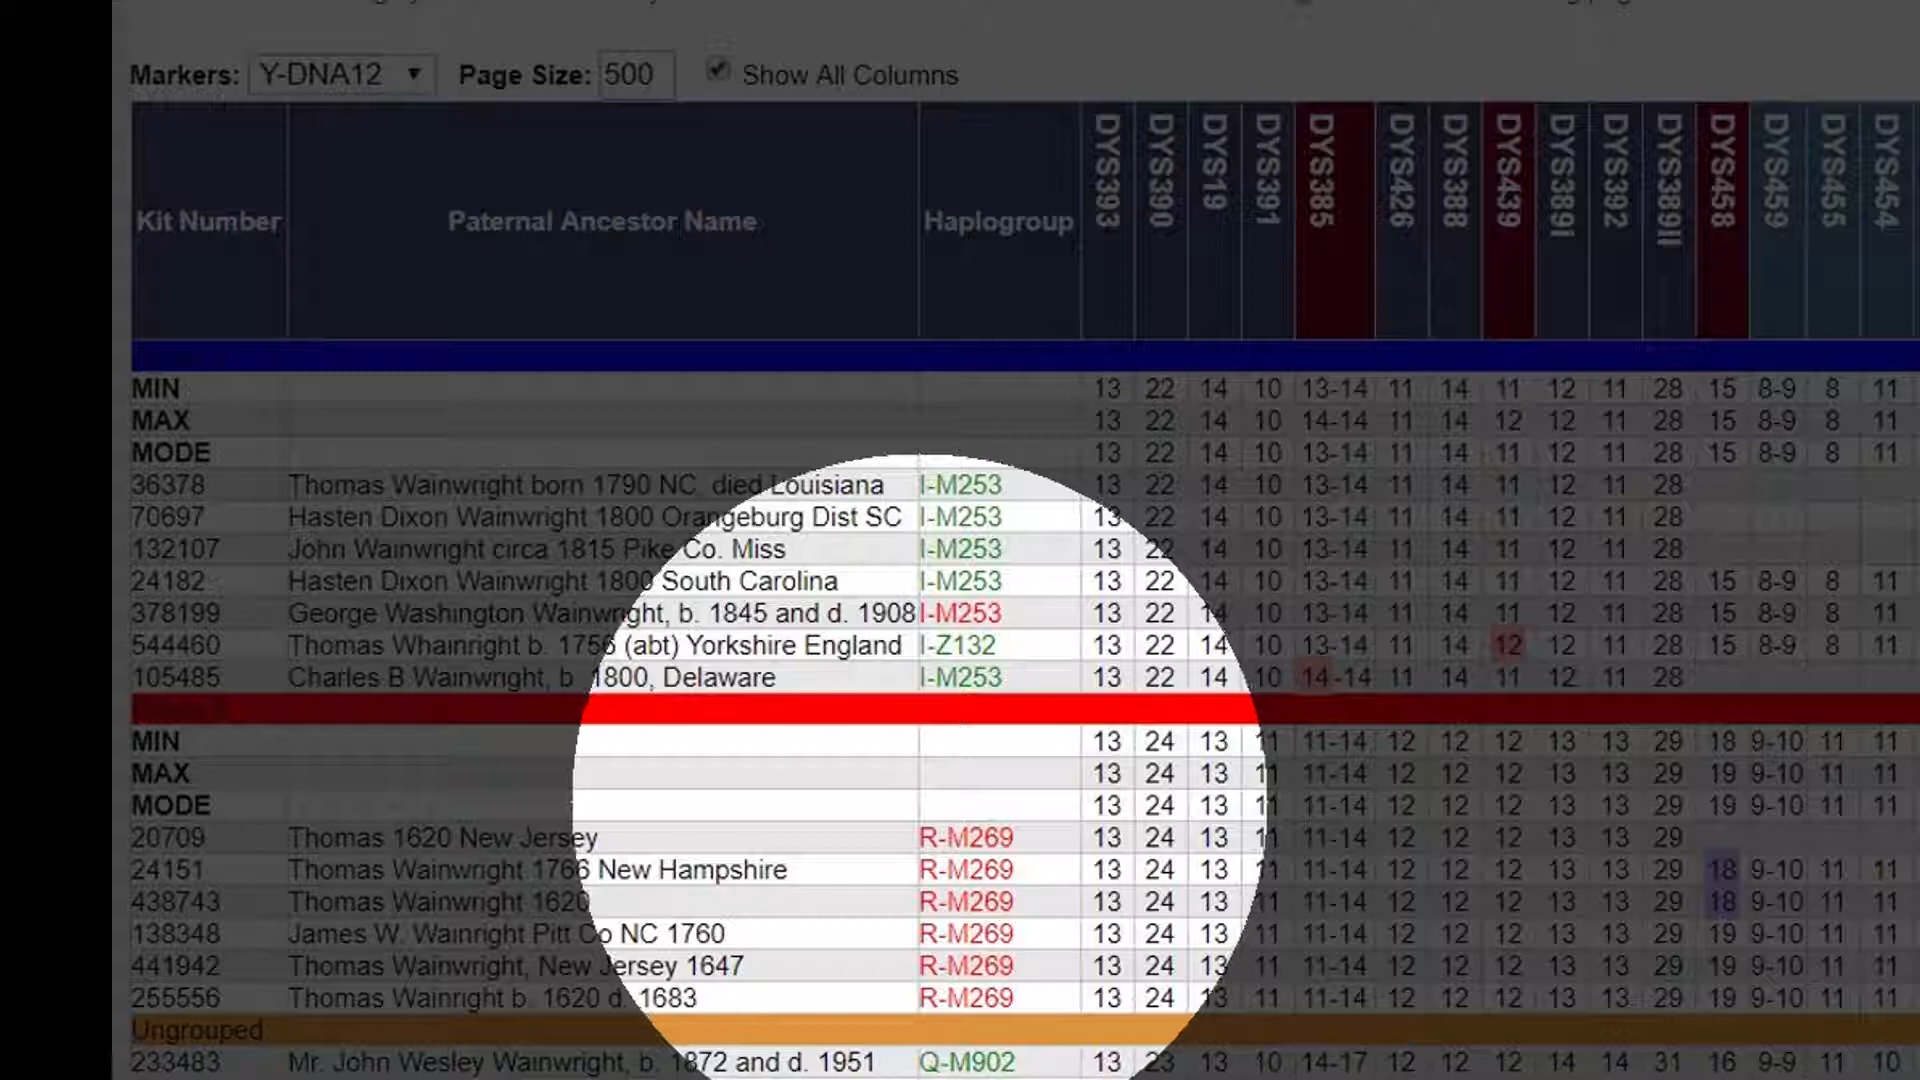 Markers: Y-DNA12 ▼ Page Size: 500 Show All Columns
Kit Number Paternal Ancestor Name Haplogroup DYS393 DYS390 DYS19 DYS391 DYS385 DYS426 DYS388 DYS439 DYS389I DYS392 DYS389II DYS458 DYS459 DYS455 DYS454
MIN 13 22 14 10 13-14 11 14 11 12 11 28 15 8-9 8 11
MAX 13 22 14 10 14-14 11 14 12 12 11 28 15 8-9 8 11
MODE 13 22 14 10 13-14 11 14 11 12 11 28 15 8-9 8 11
36378 Thomas Wainwright born 1790 NC, died Louisiana I-M253 13 22 14 10 13-14 11 14 11 12 11 28
70697 Hasten Dixon Wainwright 1800 Orangeburg Dist SC I-M253 13 22 14 10 13-14 11 14 11 12 11 28
132107 John Wainwright circa 1815 Pike Co. Miss I-M253 13 22 14 10 13-14 11 14 11 12 11 28
24182 Hasten Dixon Wainwright 1800 South Carolina I-M253 13 22 14 10 13-14 11 14 11 12 11 28 15 8-9 8 11
378199 George Washington Wainwright, b. 1845 and d. 1908 I-M253 13 22 14 10 13-14 11 14 11 12 11 28 15 8-9 8 11
544460 Thomas Whainright b. 1756 (abt) Yorkshire England I-Z132 13 22 14 10 13-14 11 14 12 12 11 28 15 8-9 8 11
105485 Charles B Wainwright, b 1800, Delaware I-M253 13 22 14 10 14-14 11 14 11 12 11 28
MIN 13 24 13 11 11-14 12 12 12 13 13 29 18 9-10 11 11
MAX 13 24 13 11 11-14 12 12 12 13 13 29 19 9-10 11 11
MODE 13 24 13 11 11-14 12 12 12 13 13 29 19 9-10 11 11
20709 Thomas 1620 New Jersey R-M269 13 24 13 11 11-14 12 12 12 13 13 29
24151 Thomas Wainwright 1766 New Hampshire R-M269 13 24 13 11 11-14 12 12 12 13 13 29 18 9-10 11 11
438743 Thomas Wainwright 1620 R-M269 13 24 13 11 11-14 12 12 12 13 13 29 18 9-10 11 11
138348 James W. Wainright Pitt Co NC 1760 R-M269 13 24 13 11 11-14 12 12 12 13 13 29 19 9-10 11 11
441942 Thomas Wainwright, New Jersey 1647 R-M269 13 24 13 11 11-14 12 12 12 13 13 29 19 9-10 11 11
255556 Thomas Wainright b. 1620 d. 1683 R-M269 13 24 13 11 11-14 12 12 12 13 13 29 19 9-10 11 11
Ungrouped
233483 Mr. John Wesley Wainwright, b. 1872 and d. 1951 Q-M902 13 23 13 10 14-17 12 12 12 14 14 31 16 9-9 11 10